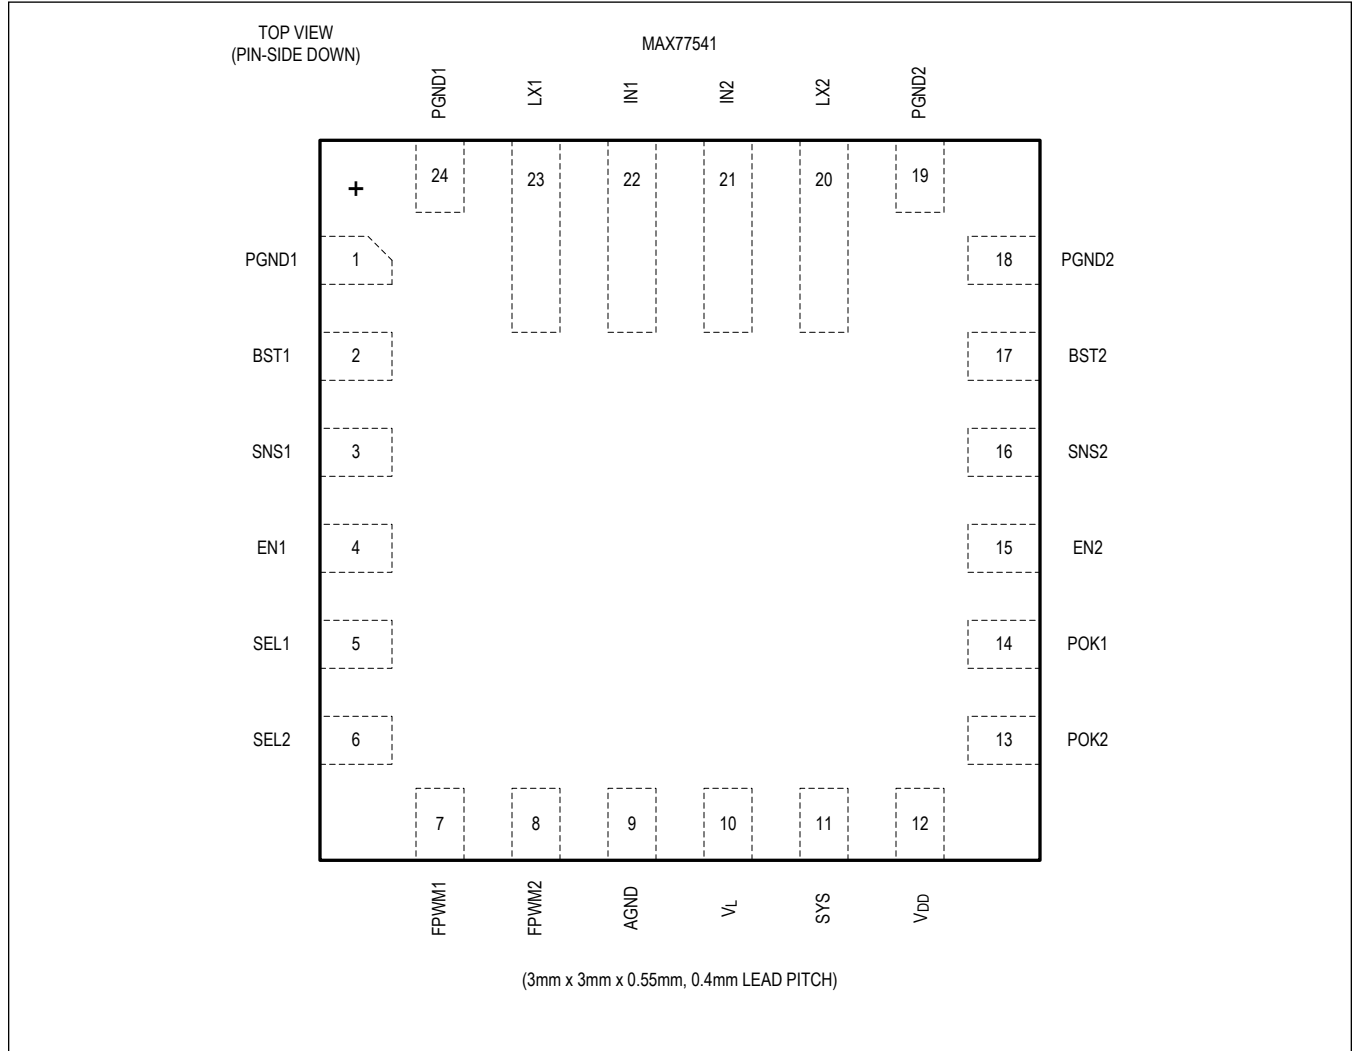 TOP VIEW
(PIN-SIDE DOWN)
MAX77541
PGND1
LX1
IN1
IN2
LX2
PGND2
24
23
22
21
20
19
+
PGND1
1
18
PGND2
BST1
2
17
BST2
SNS1
3
16
SNS2
EN1
4
15
EN2
SEL1
5
14
POK1
SEL2
6
13
POK2
7
8
9
10
11
12
FPWM1
FPWM2
AGND
VL
SYS
VDD
(3mm x 3mm x 0.55mm, 0.4mm LEAD PITCH)